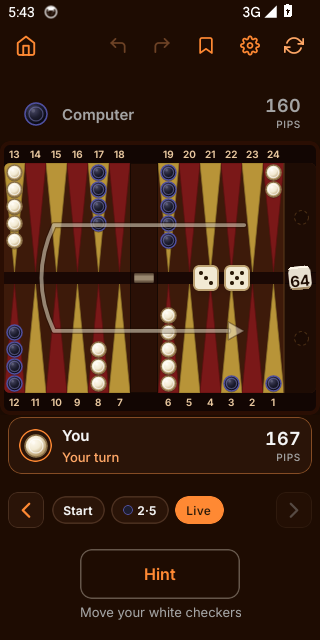 5:43 3G
Computer 160
PIPS
13 14 15 16 17 18 19 20 21 22 23 24
64
12 11 10 9 8 7 6 5 4 3 2 1
You 167
Your turn PIPS
Start 2·5 Live
Hint
Move your white checkers